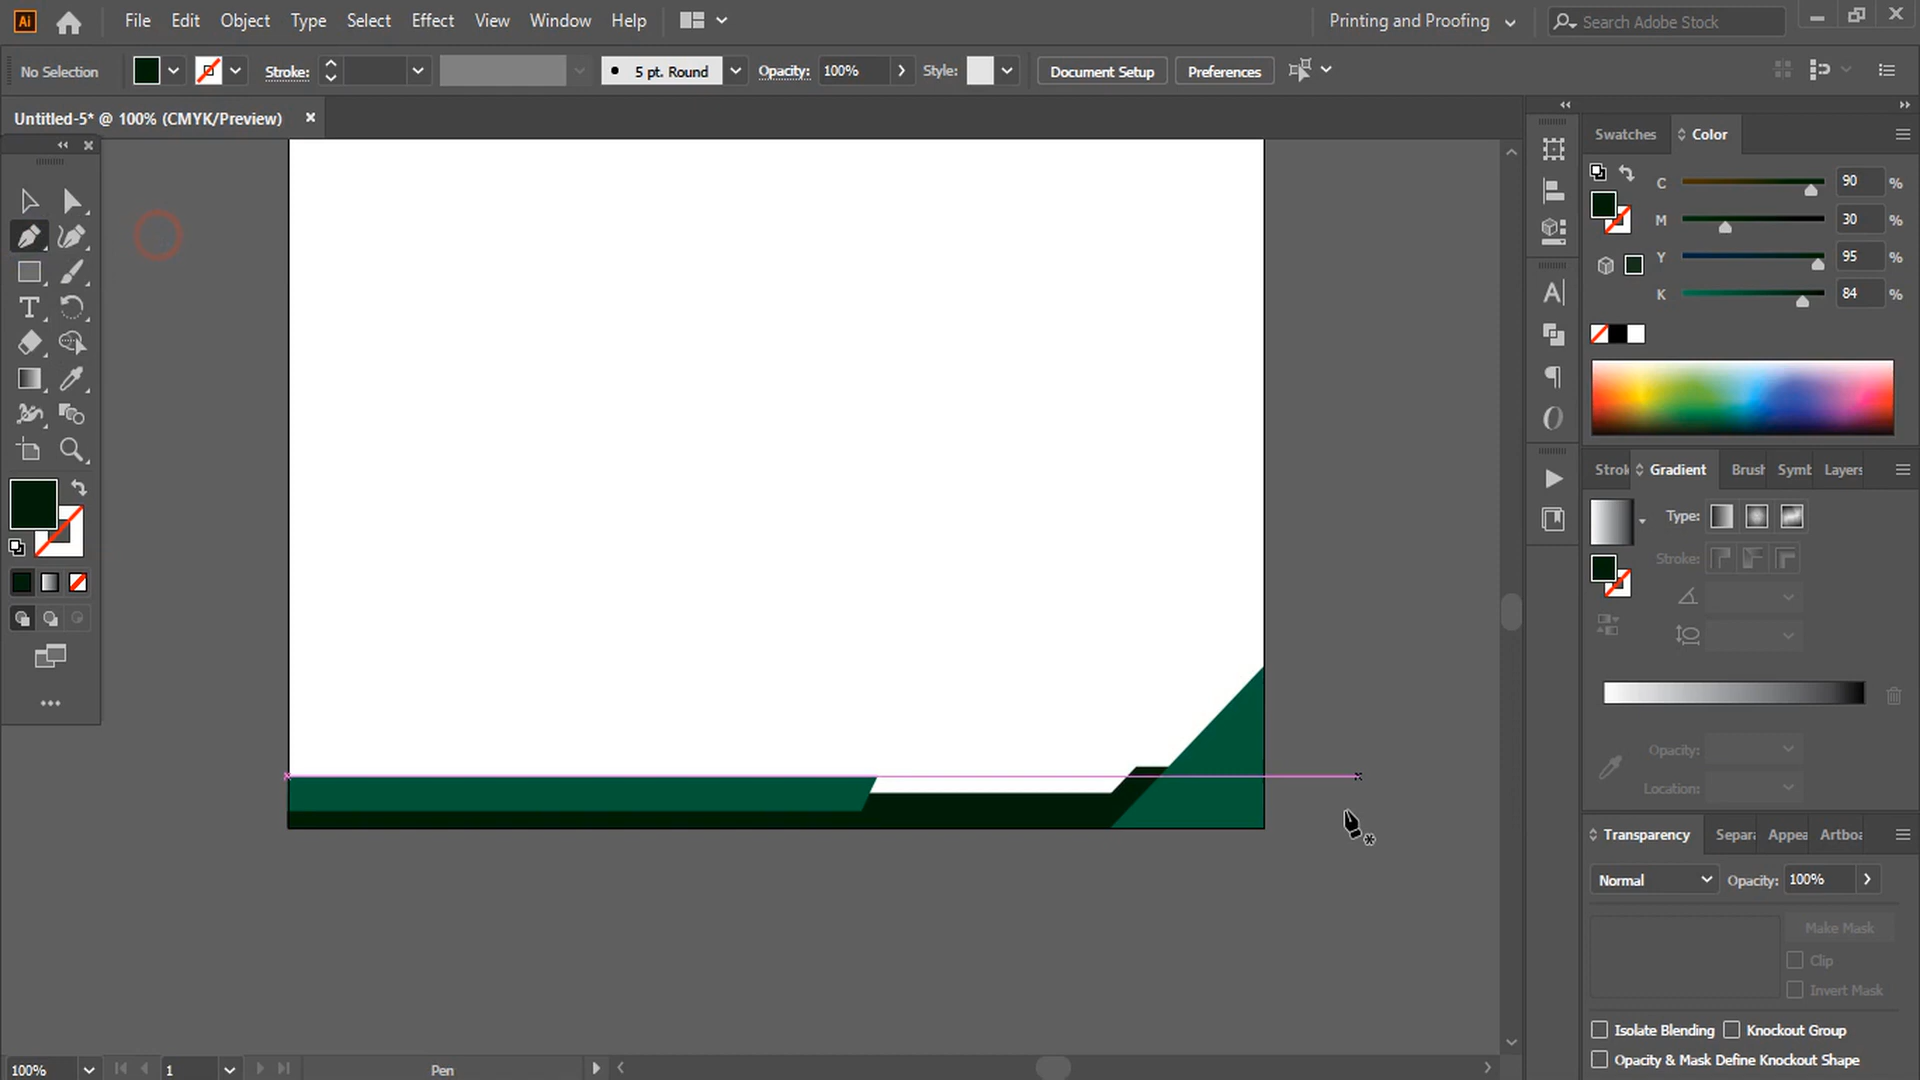 Ai File Edit Object Type Select Effect View Window Help Printing and Proofing Search Adobe Stock
No Selection Stroke: 5 pt. Round Opacity: 100% Style: Document Setup Preferences
Untitled-5* @ 100% (CMYK/Preview)
Swatches Color
C 90 %
M 30 %
Y 95 %
K 84 %
Strok Gradient Brush Symb Layers
Type:
Stroke:
Opacity:
Location:
Transparency Separa Appea Artboa
Normal Opacity: 100%
Make Mask
Clip
Invert Mask
Isolate Blending Knockout Group
Opacity & Mask Define Knockout Shape
100% 1 Pen